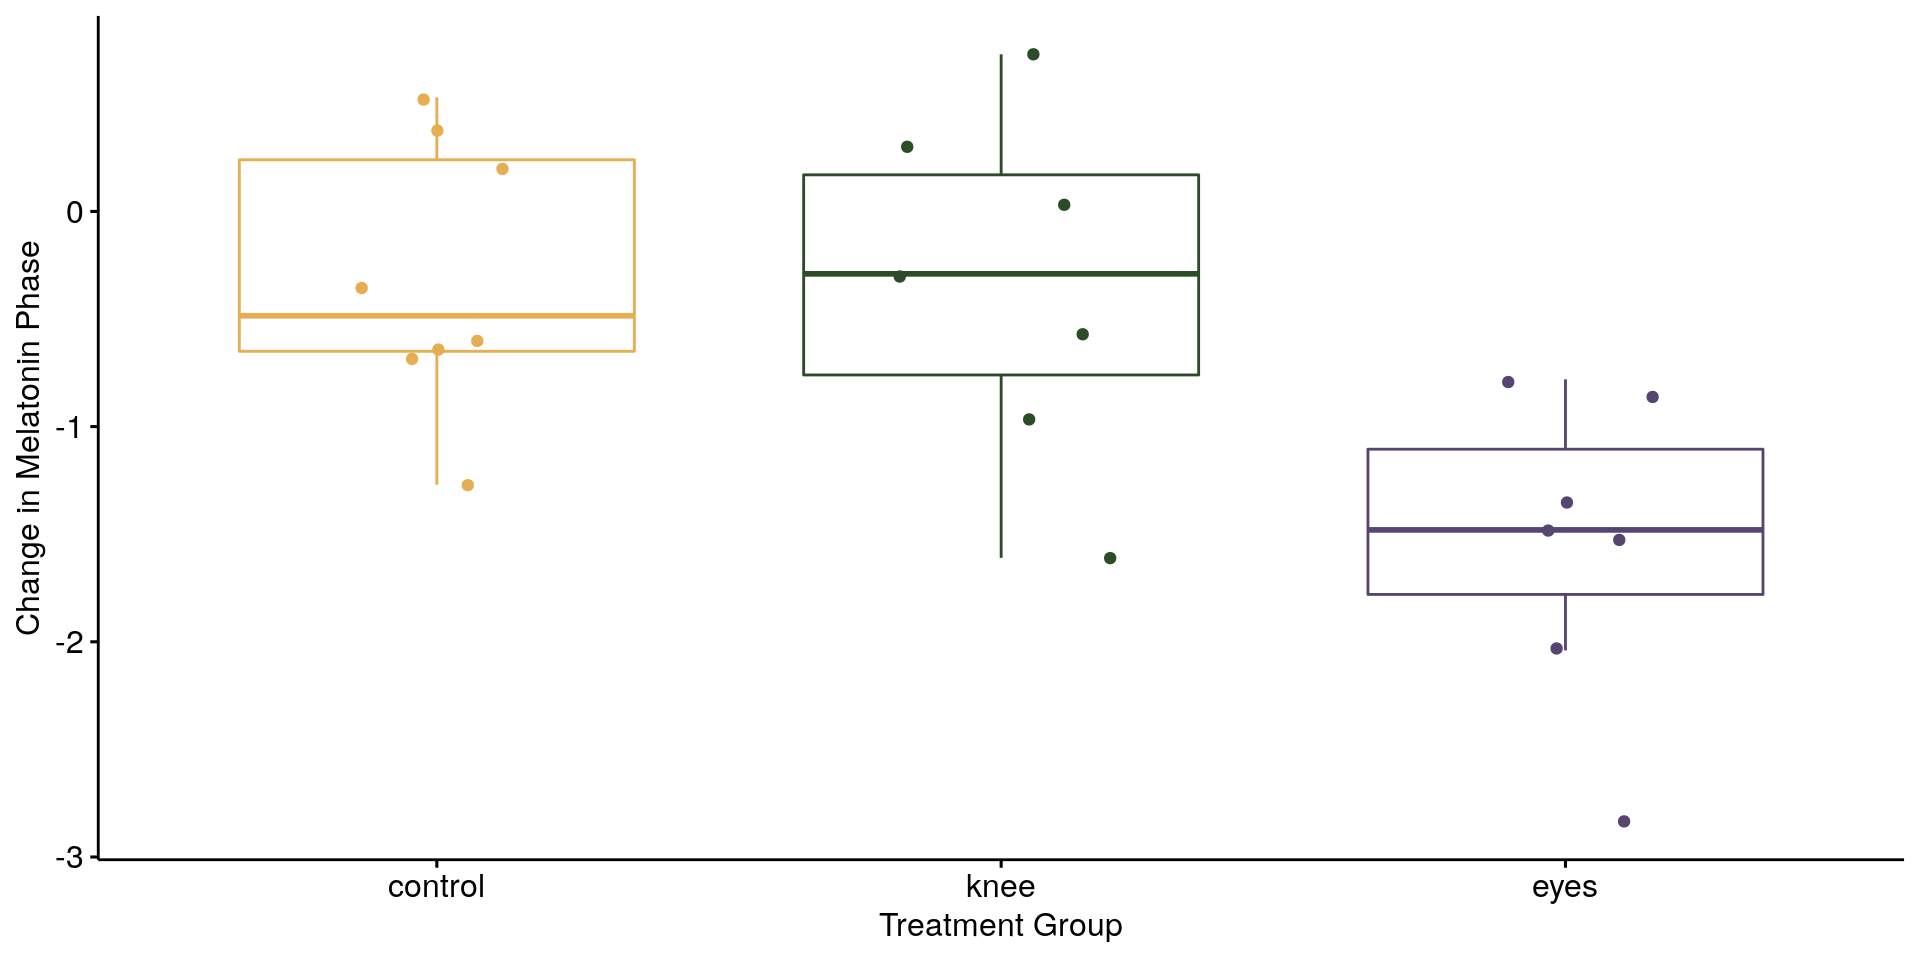 Change in Melatonin Phase
0
-1
-2
-3
control
knee
eyes
Treatment Group